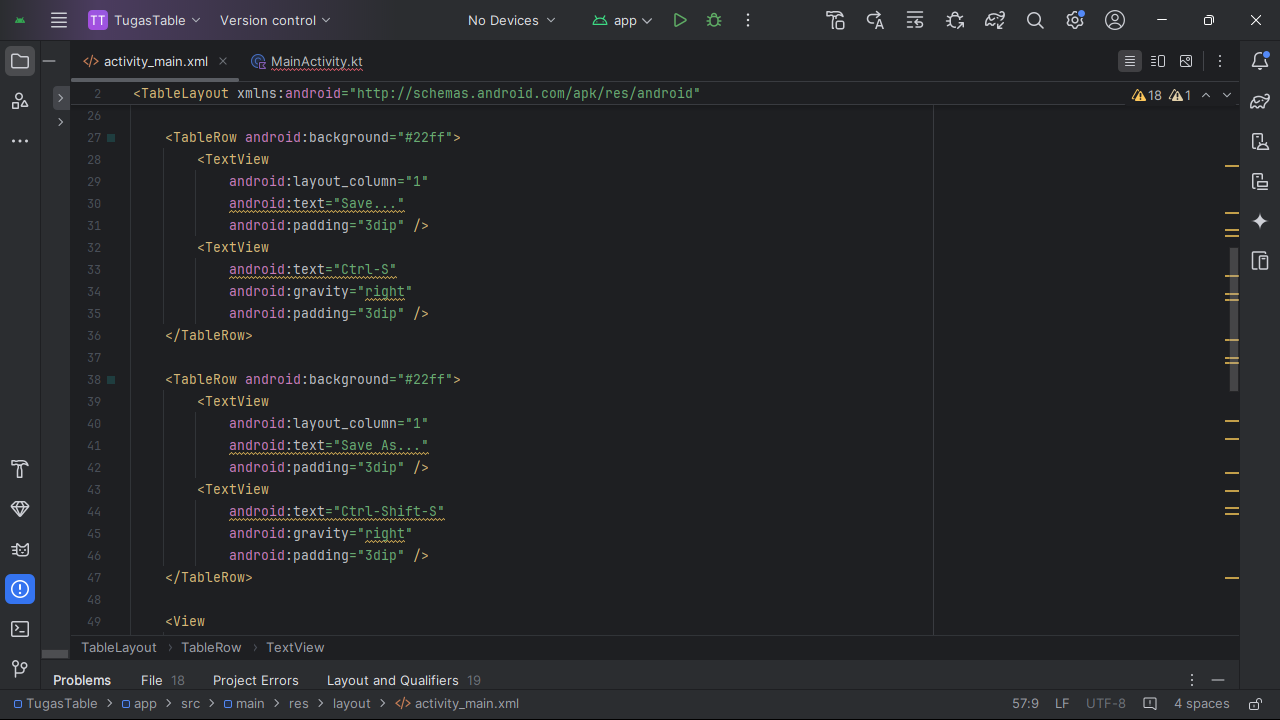 TT TugasTable Version control No Devices app
activity_main.xml MainActivity.kt
2 <TableLayout xmlns:android="http://schemas.android.com/apk/res/android" 18 1
26
27 <TableRow android:background="#22ff">
28 <TextView
29 android:layout_column="1"
30 android:text="Save..."
31 android:padding="3dip" />
32 <TextView
33 android:text="Ctrl-S"
34 android:gravity="right"
35 android:padding="3dip" />
36 </TableRow>
37
38 <TableRow android:background="#22ff">
39 <TextView
40 android:layout_column="1"
41 android:text="Save As..."
42 android:padding="3dip" />
43 <TextView
44 android:text="Ctrl-Shift-S"
45 android:gravity="right"
46 android:padding="3dip" />
47 </TableRow>
48
49 <View
TableLayout › TableRow › TextView
Problems File 18 Project Errors Layout and Qualifiers 19
TugasTable > app > src > main > res > layout > activity_main.xml 57:9 LF UTF-8 4 spaces